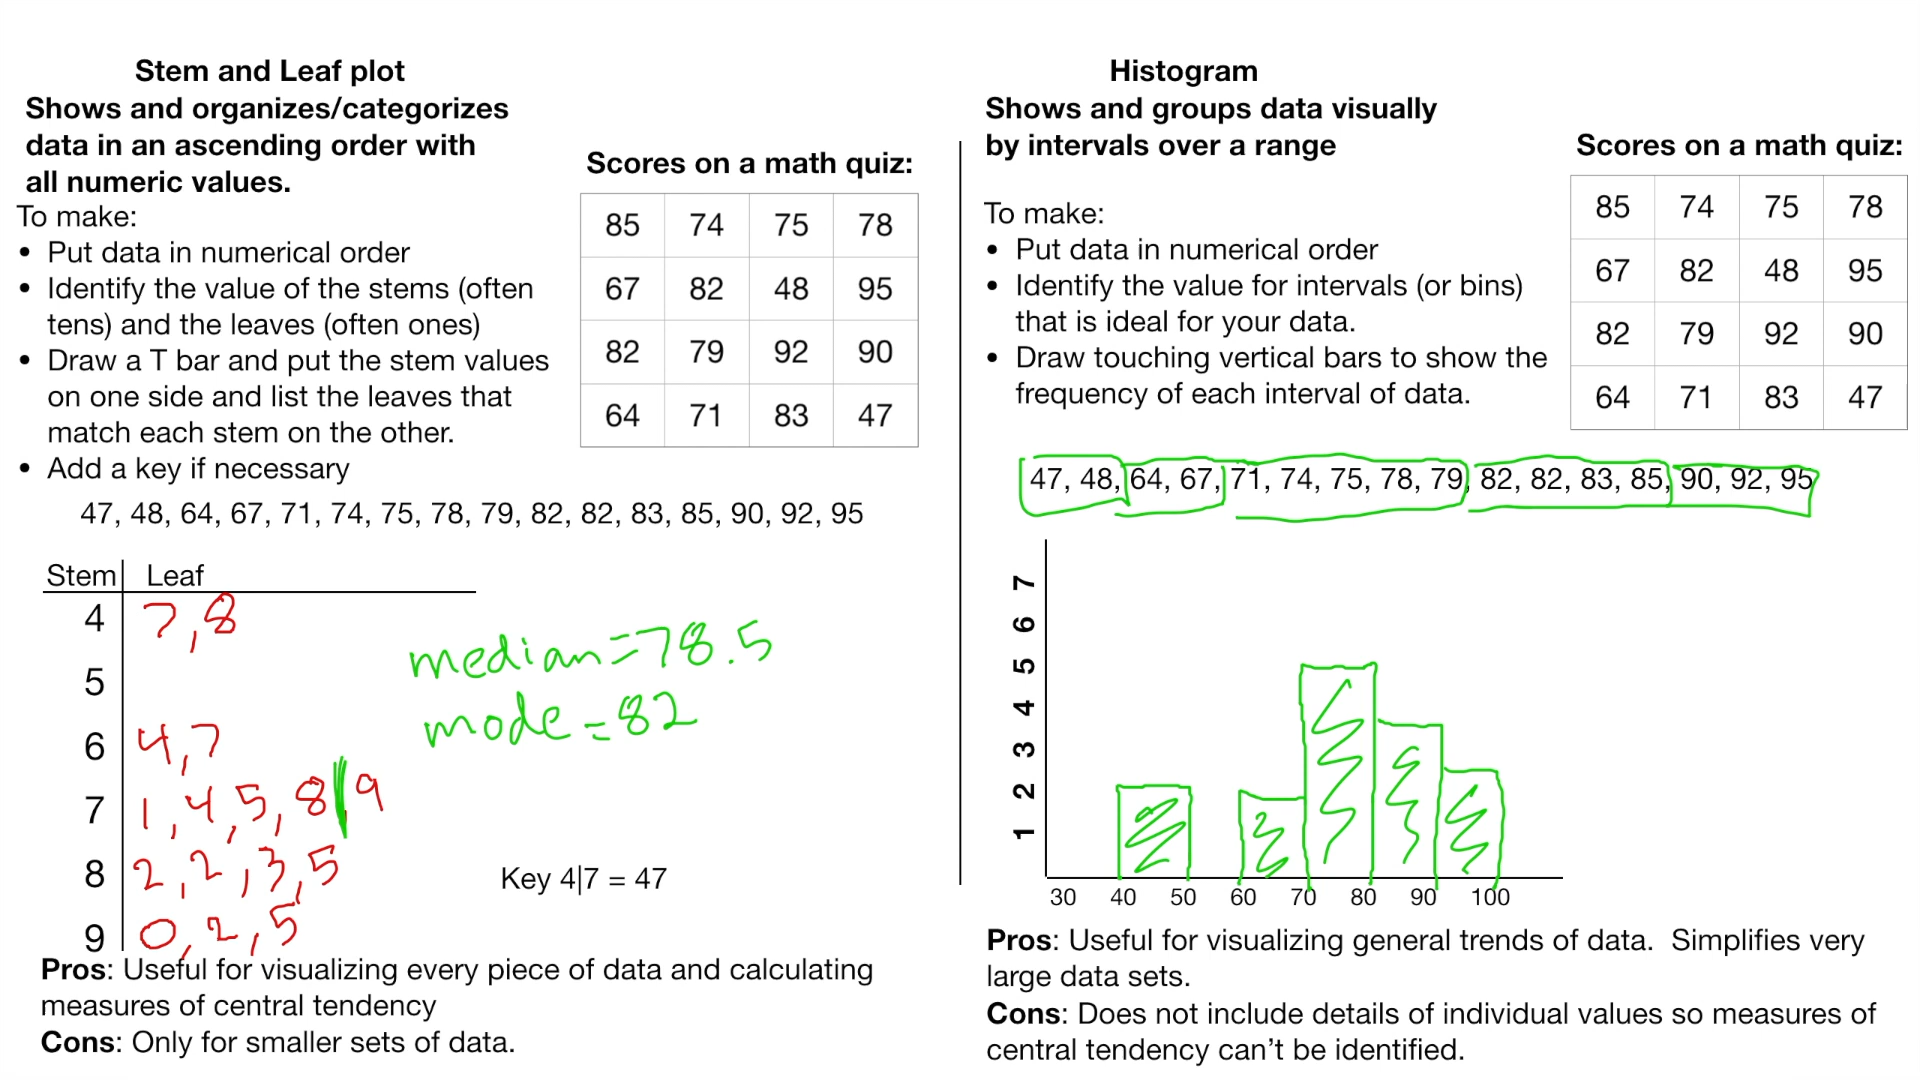 Stem and Leaf plot
Shows and organizes/categorizes
data in an ascending order with
all numeric values.
To make:
• Put data in numerical order
• Identify the value of the stems (often
tens) and the leaves (often ones)
• Draw a T bar and put the stem values
on one side and list the leaves that
match each stem on the other.
• Add a key if necessary
Scores on a math quiz:
85 74 75 78
67 82 48 95
82 79 92 90
64 71 83 47
47, 48, 64, 67, 71, 74, 75, 78, 79, 82, 82, 83, 85, 90, 92, 95
Stem Leaf
4 7, 8
5
6 4, 7
7 1, 4, 5, 8, 9
8 2, 2, 3, 5
9 0, 2, 5
median = 78.5
mode = 82
Key 4|7 = 47
Pros: Useful for visualizing every piece of data and calculating
measures of central tendency
Cons: Only for smaller sets of data.
Histogram
Shows and groups data visually
by intervals over a range
To make:
• Put data in numerical order
• Identify the value for intervals (or bins)
that is ideal for your data.
• Draw touching vertical bars to show the
frequency of each interval of data.
Scores on a math quiz:
85 74 75 78
67 82 48 95
82 79 92 90
64 71 83 47
47, 48, 64, 67, 71, 74, 75, 78, 79, 82, 82, 83, 85, 90, 92, 95
7
6
5
4
3
2
1
30 40 50 60 70 80 90 100
Pros: Useful for visualizing general trends of data. Simplifies very
large data sets.
Cons: Does not include details of individual values so measures of
central tendency can’t be identified.